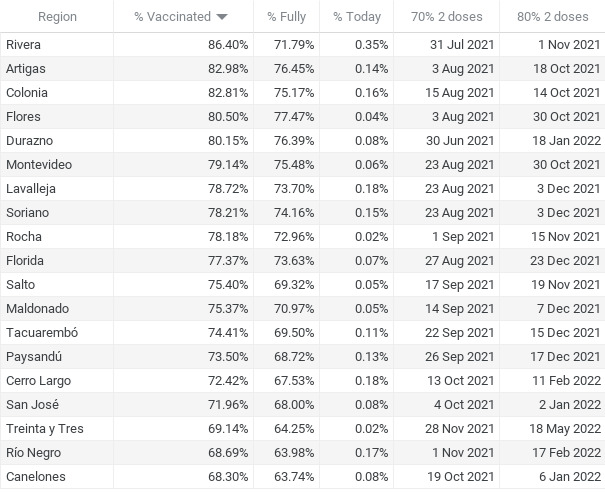 Region % Vaccinated % Fully % Today 70% 2 doses 80% 2 doses
Rivera 86.40% 71.79% 0.35% 31 Jul 2021 1 Nov 2021
Artigas 82.98% 76.45% 0.14% 3 Aug 2021 18 Oct 2021
Colonia 82.81% 75.17% 0.16% 15 Aug 2021 14 Oct 2021
Flores 80.50% 77.47% 0.04% 3 Aug 2021 30 Oct 2021
Durazno 80.15% 76.39% 0.08% 30 Jun 2021 18 Jan 2022
Montevideo 79.14% 75.48% 0.06% 23 Aug 2021 30 Oct 2021
Lavalleja 78.72% 73.70% 0.18% 23 Aug 2021 3 Dec 2021
Soriano 78.21% 74.16% 0.15% 23 Aug 2021 3 Dec 2021
Rocha 78.18% 72.96% 0.02% 1 Sep 2021 15 Nov 2021
Florida 77.37% 73.63% 0.07% 27 Aug 2021 23 Dec 2021
Salto 75.40% 69.32% 0.05% 17 Sep 2021 19 Nov 2021
Maldonado 75.37% 70.97% 0.05% 14 Sep 2021 7 Dec 2021
Tacuarembó 74.41% 69.50% 0.11% 22 Sep 2021 15 Dec 2021
Paysandú 73.50% 68.72% 0.13% 26 Sep 2021 17 Dec 2021
Cerro Largo 72.42% 67.53% 0.18% 13 Oct 2021 11 Feb 2022
San José 71.96% 68.00% 0.08% 4 Oct 2021 2 Jan 2022
Treinta y Tres 69.14% 64.25% 0.02% 28 Nov 2021 18 May 2022
Río Negro 68.69% 63.98% 0.17% 1 Nov 2021 17 Feb 2022
Canelones 68.30% 63.74% 0.08% 19 Oct 2021 6 Jan 2022